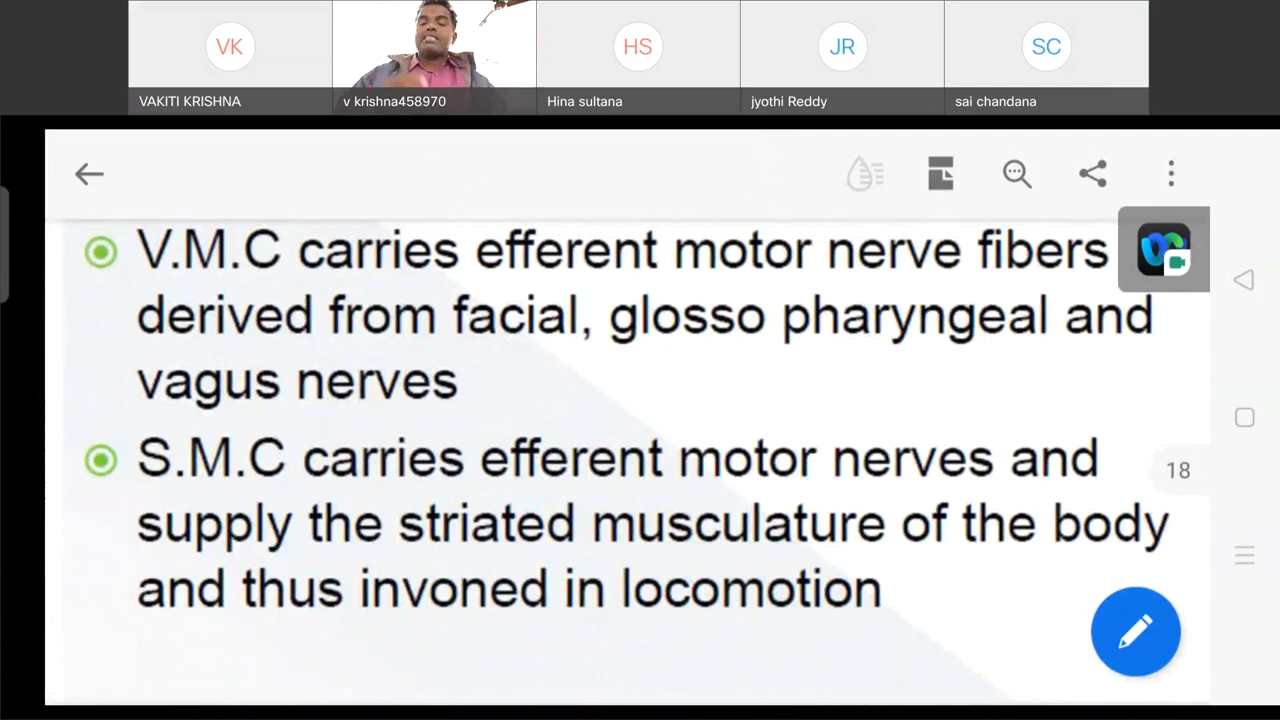 VK
HS
JR
SC
VAKITI KRISHNA
v krishna458970
Hina sultana
jyothi Reddy
sai chandana
V.M.C carries efferent motor nerve fibers
derived from facial, glosso pharyngeal and
vagus nerves
S.M.C carries efferent motor nerves and
supply the striated musculature of the body
and thus invoned in locomotion
18